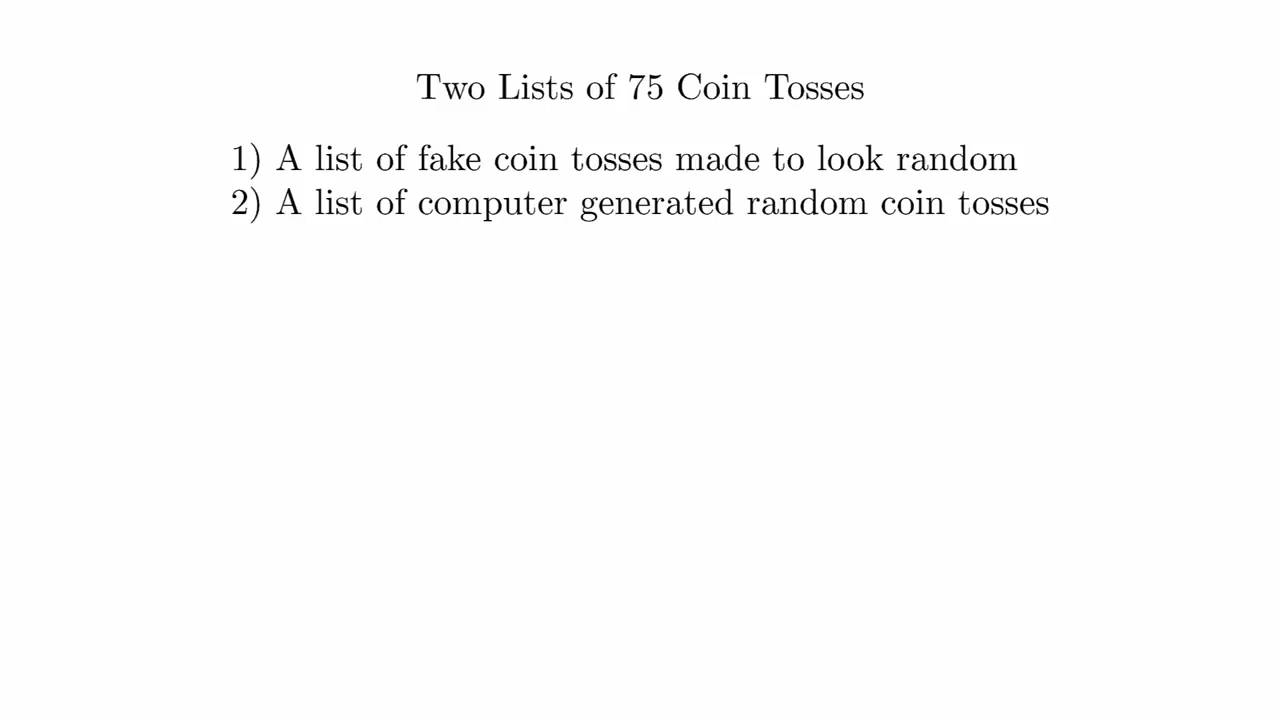 Two Lists of 75 Coin Tosses
1) A list of fake coin tosses made to look random
2) A list of computer generated random coin tosses